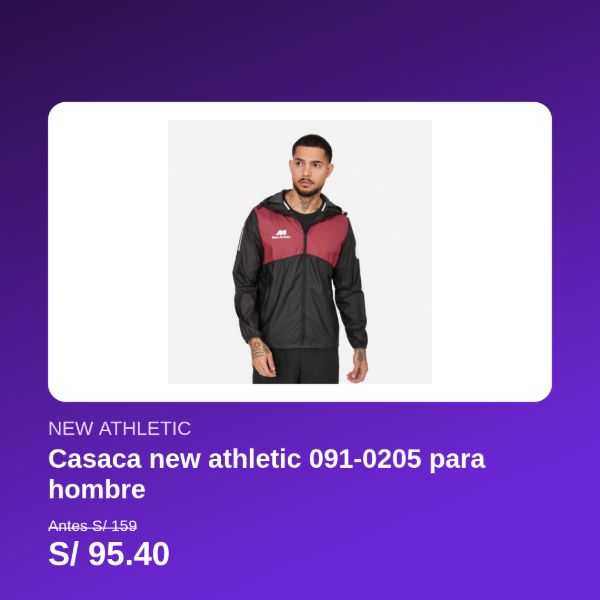 NEW ATHLETIC
Casaca new athletic 091-0205 para
hombre
Antes S/ 159
S/ 95.40